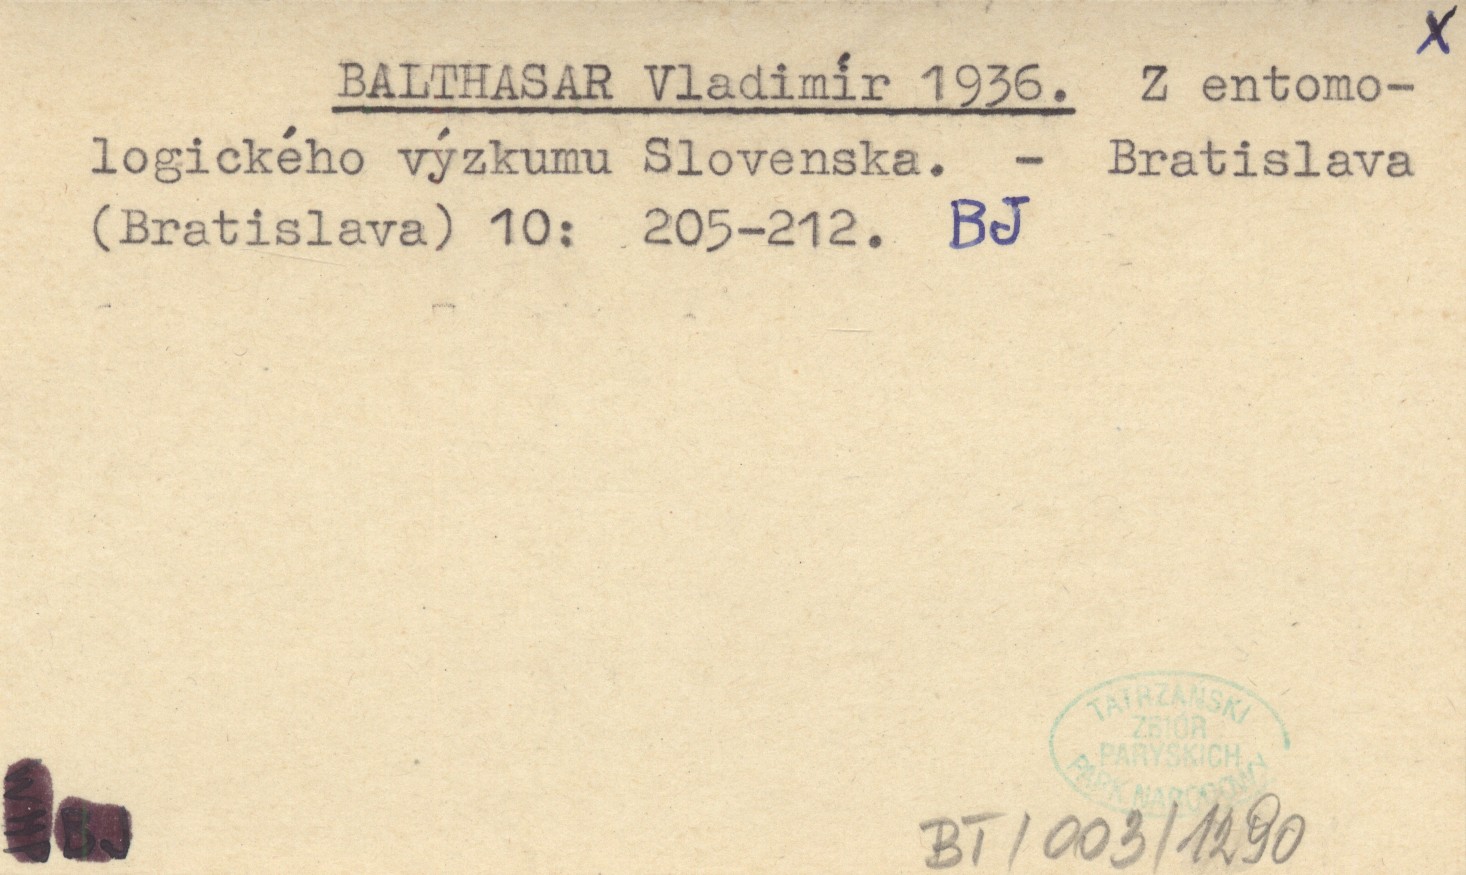 X
BALTHASAR Vladimír 1936. Z entomo-
logického výzkumu Slovenska. - Bratislava
(Bratislava) 10: 205-212. BJ
TATRZAŃSKI
ZBIÓR
PARYSKICH
PARK NARODOWY
BJ
BT/003/1290